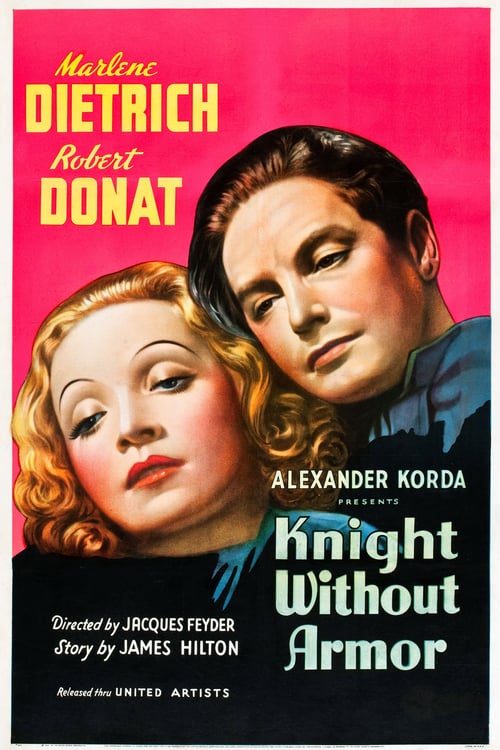 Marlene
DIETRICH
Robert
DONAT
ALEXANDER KORDA
PRESENTS
Knight
Without
Armor
Directed by JACQUES FEYDER
Story by JAMES HILTON
Released thru UNITED ARTISTS